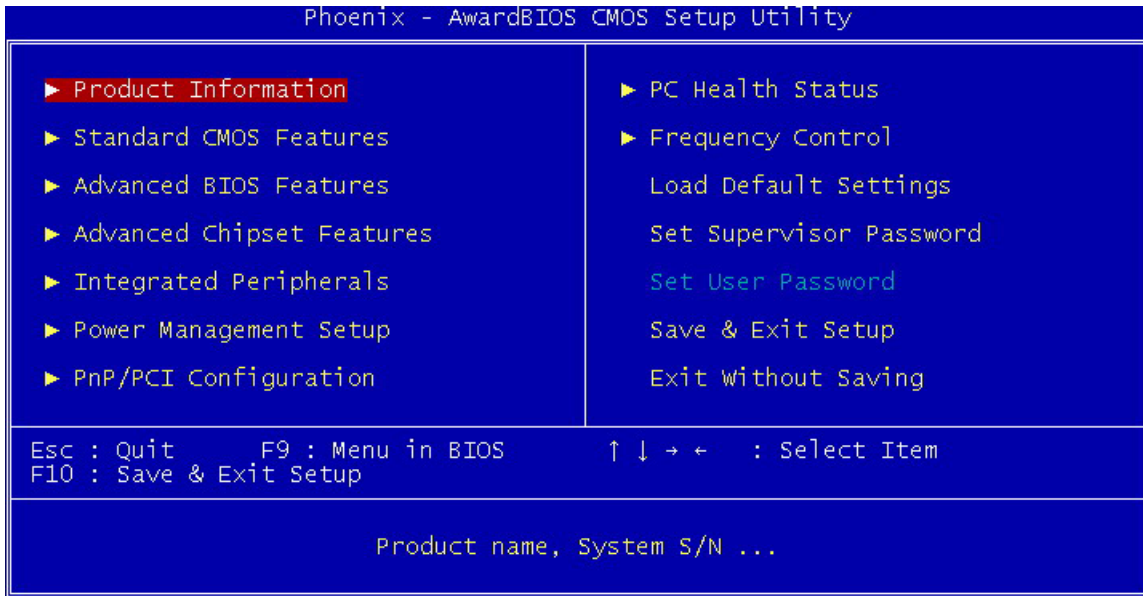 Phoenix - AwardBIOS CMOS Setup Utility
► Product Information
► Standard CMOS Features
► Advanced BIOS Features
► Advanced Chipset Features
► Integrated Peripherals
► Power Management Setup
► PnP/PCI Configuration
► PC Health Status
► Frequency Control
Load Default Settings
Set Supervisor Password
Set User Password
Save & Exit Setup
Exit Without Saving
Esc : Quit F9 : Menu in BIOS ↑ ↓ → ← : Select Item
F10 : Save & Exit Setup
Product name, System S/N ...